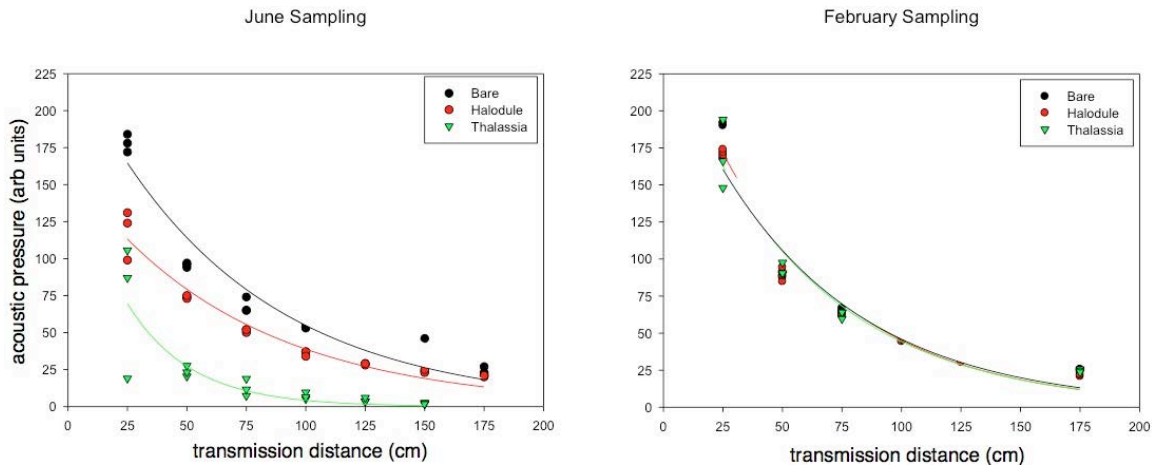 June Sampling
February Sampling
acoustic pressure (arb units)
225
200
175
150
125
100
75
50
25
0
Bare
Halodule
Thalassia
0 25 50 75 100 125 150 175 200
transmission distance (cm)
225
200
175
150
125
100
75
50
25
0
Bare
Halodule
Thalassia
0 25 50 75 100 125 150 175 200
transmission distance (cm)